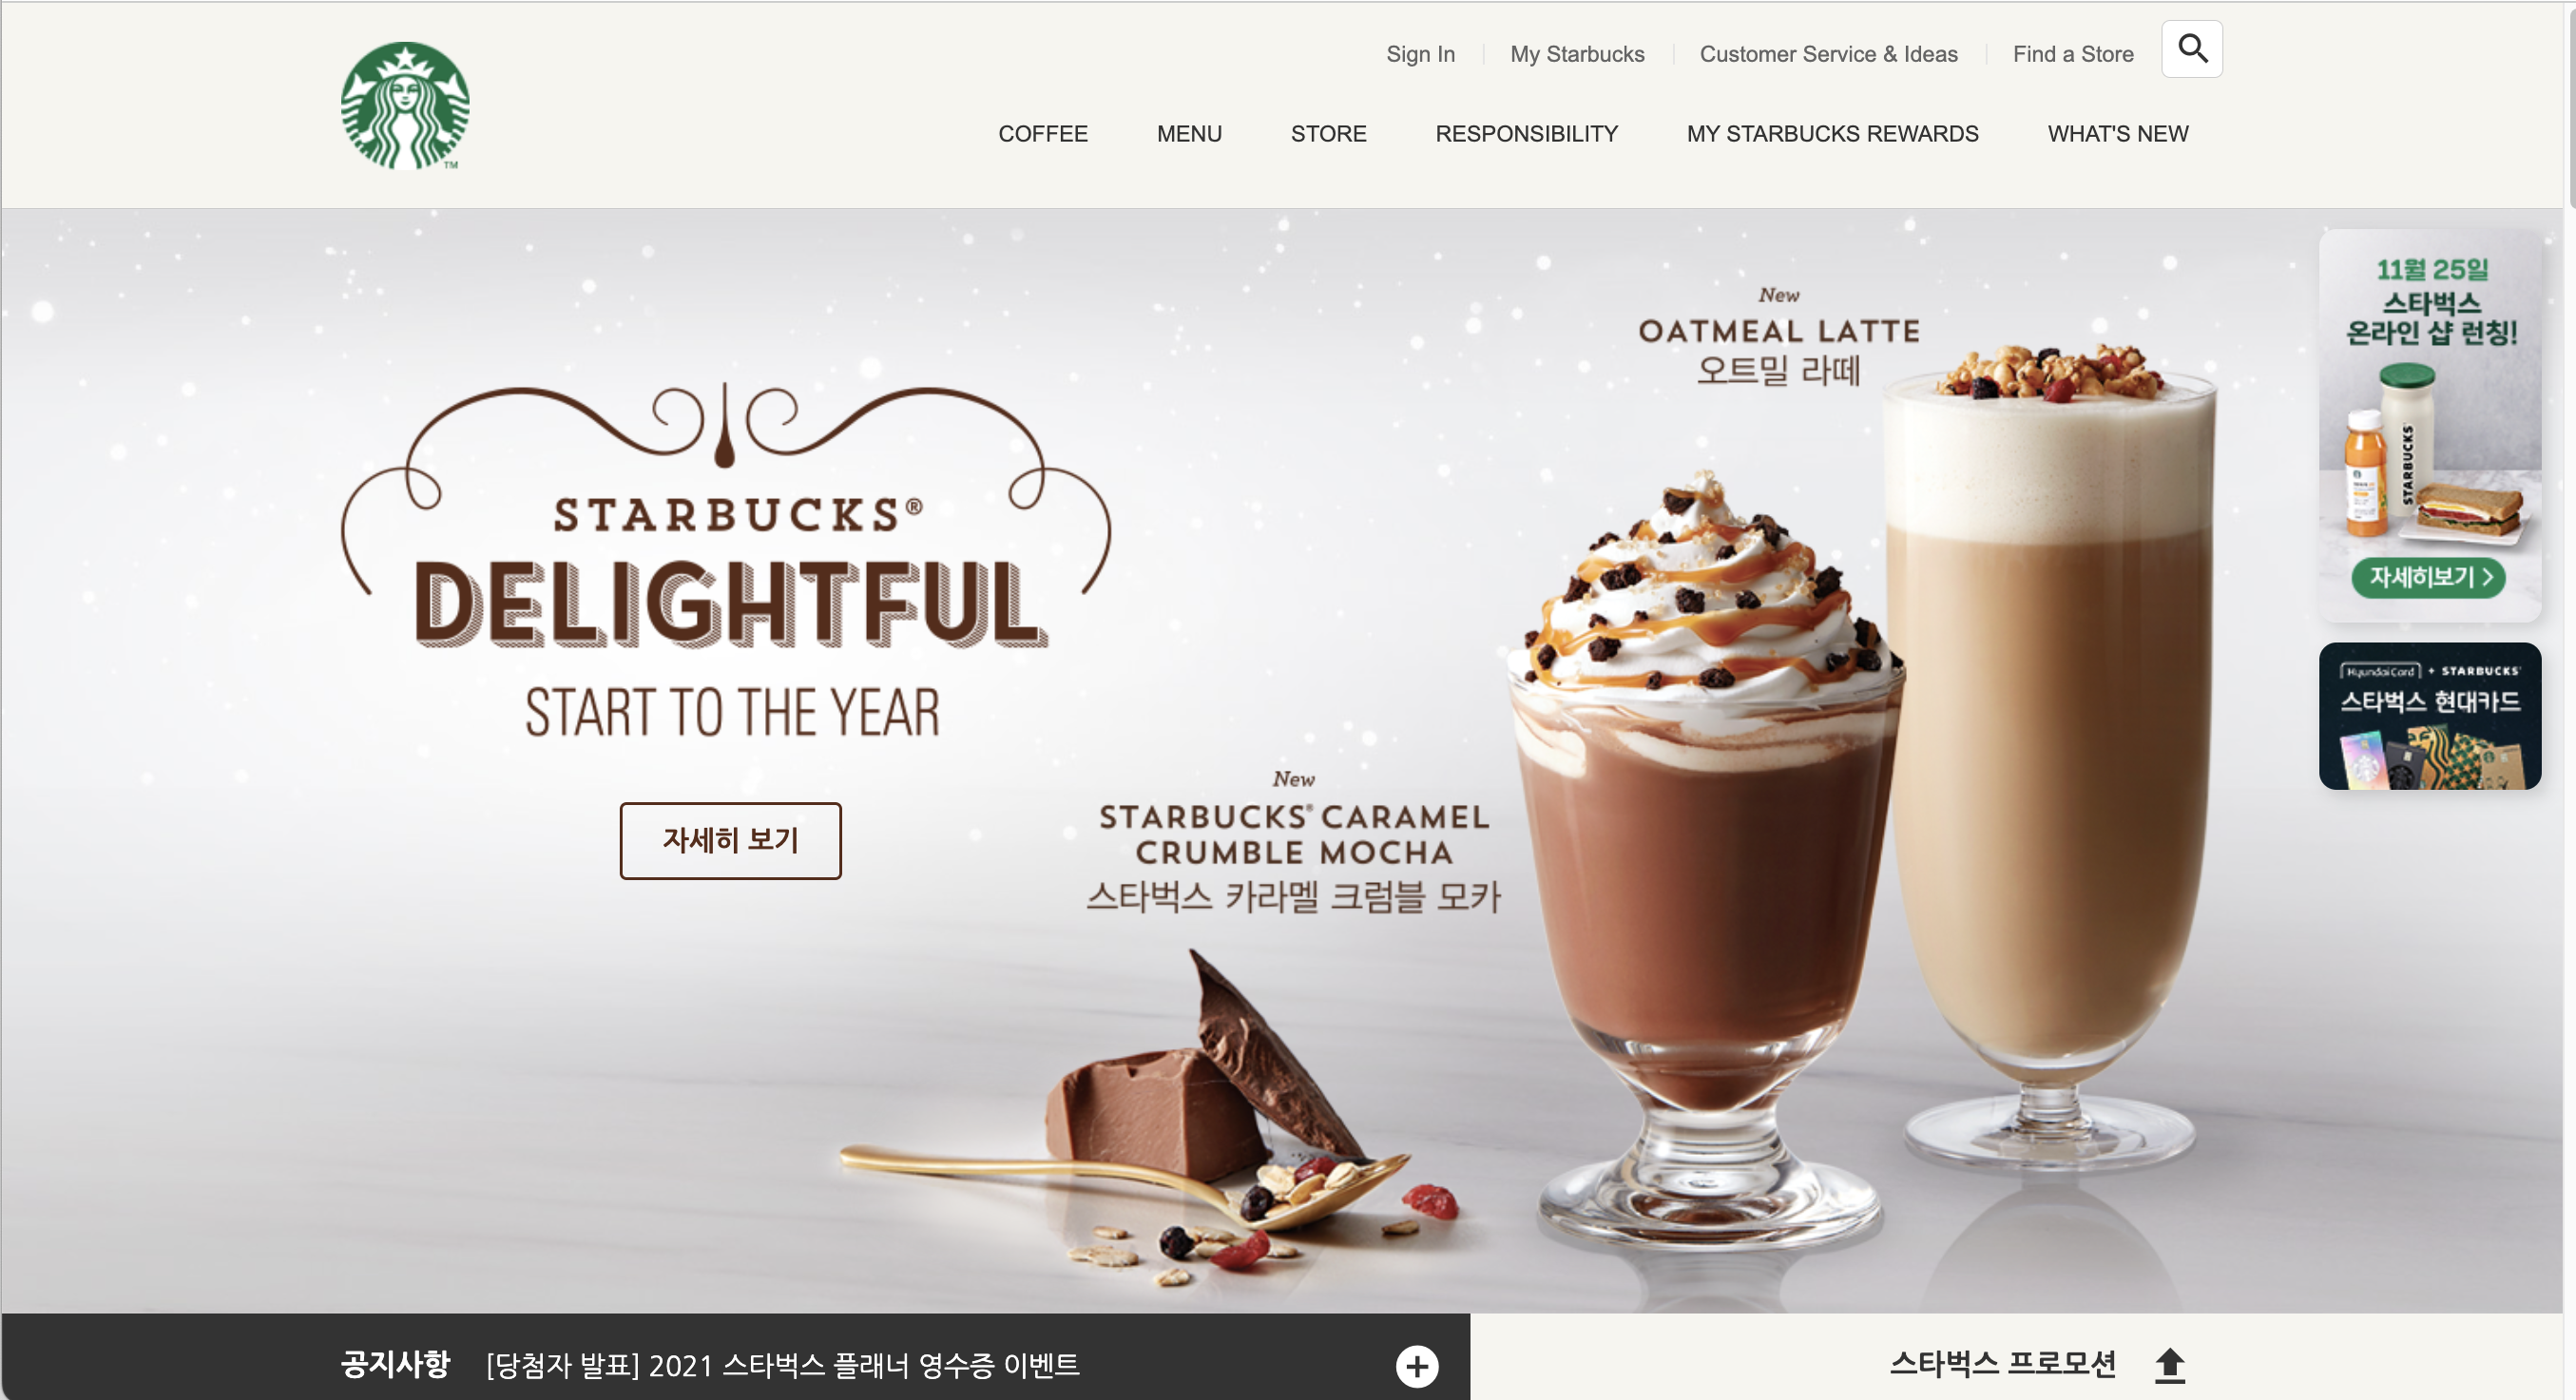 Sign In
My Starbucks
Customer Service & Ideas
Find a Store
COFFEE
MENU
STORE
RESPONSIBILITY
MY STARBUCKS REWARDS
WHAT'S NEW
TM
STARBUCKS®
DELIGHTFUL
START TO THE YEAR
자세히 보기
New
OATMEAL LATTE
오트밀 라떼
New
STARBUCKS® CARAMEL
CRUMBLE MOCHA
스타벅스 카라멜 크럼블 모카
11월 25일
스타벅스
온라인 샵 런칭!
STARBUCKS
자세히보기 >
HyundaiCard + STARBUCKS
스타벅스 현대카드
공지사항
[당첨자 발표] 2021 스타벅스 플래너 영수증 이벤트
스타벅스 프로모션